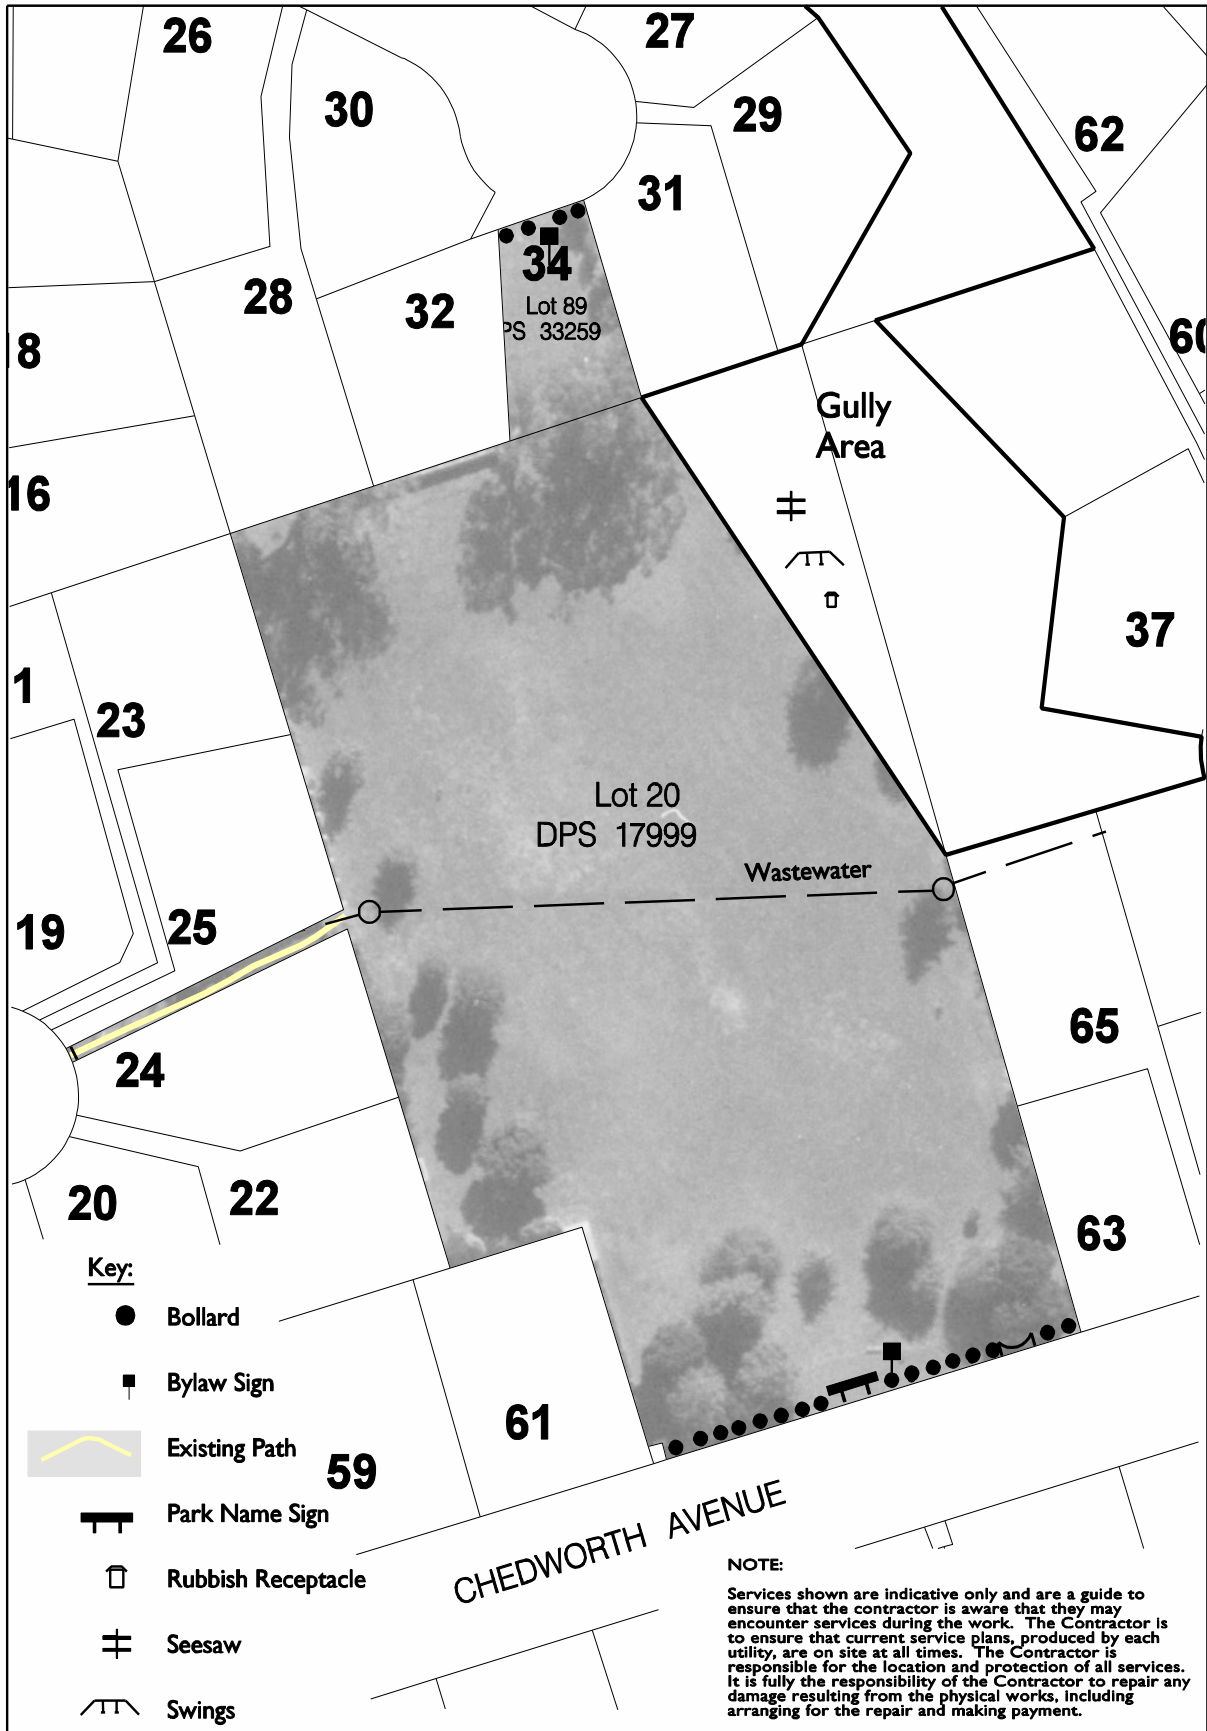 26
27
30
29
62
31
34
28
32
Lot 89
PS 33259
18
60
Gully
Area
16
37
1
23
Lot 20
DPS 17999
Wastewater
19
25
65
24
20
22
63
Key:
Bollard
Bylaw Sign
Existing Path
61
59
Park Name Sign
CHEDWORTH AVENUE
Rubbish Receptacle
Seesaw
Swings
NOTE:
Services shown are indicative only and are a guide to
ensure that the contractor is aware that they may
encounter services during the work. The Contractor is
to ensure that current service plans, produced by each
utility, are on site at all times. The Contractor is
responsible for the location and protection of all services.
It is fully the responsibility of the Contractor to repair any
damage resulting from the physical works, including
arranging for the repair and making payment.